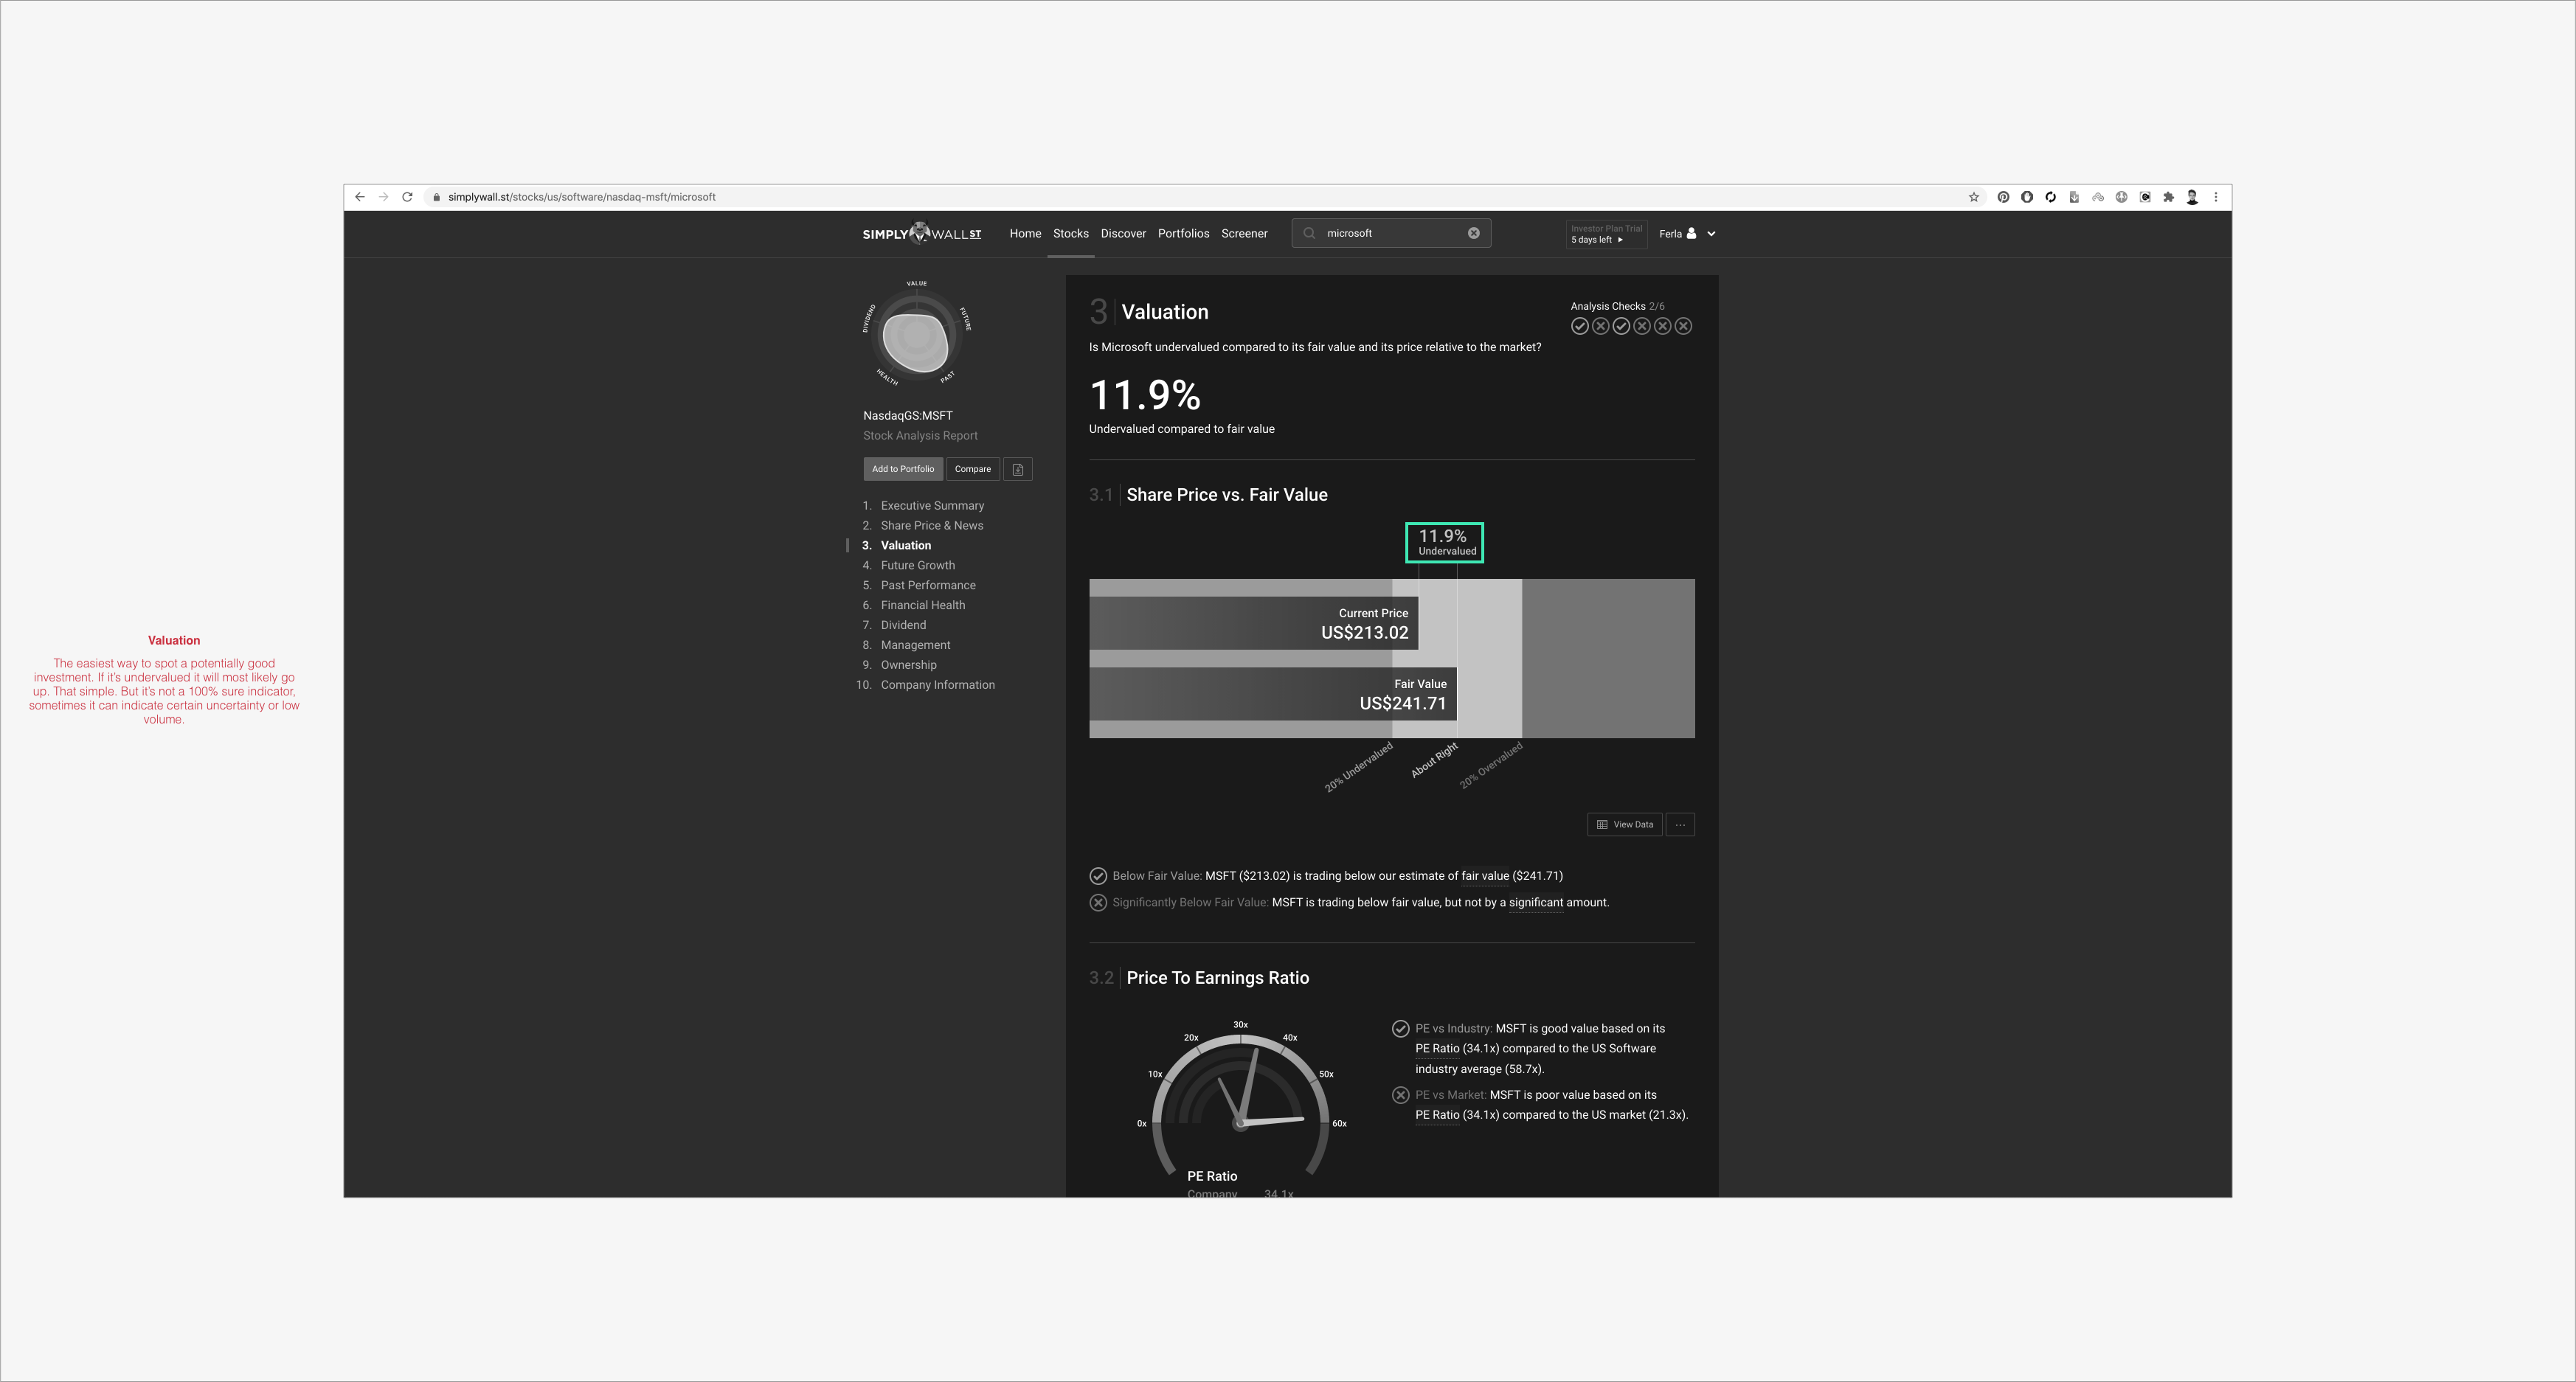 simplywall.st/stocks/us/software/nasdaq-msft/microsoft
SIMPLY WALL ST
Home
Stocks
Discover
Portfolios
Screener
microsoft
Investor Plan Trial
5 days left
Ferla
VALUE
FUTURE
PAST
HEALTH
DIVIDEND
NasdaqGS:MSFT
Stock Analysis Report
Add to Portfolio
Compare
1. Executive Summary
2. Share Price & News
3. Valuation
4. Future Growth
5. Past Performance
6. Financial Health
7. Dividend
8. Management
9. Ownership
10. Company Information
Valuation
The easiest way to spot a potentially good
investment. If it's undervalued it will most likely go
up. That simple. But it's not a 100% sure indicator,
sometimes it can indicate certain uncertainty or low
volume.
3 Valuation
Analysis Checks 2/6
Is Microsoft undervalued compared to its fair value and its price relative to the market?
11.9%
Undervalued compared to fair value
3.1 Share Price vs. Fair Value
11.9%
Undervalued
Current Price
US$213.02
Fair Value
US$241.71
20% Undervalued
About Right
20% Overvalued
View Data
...
Below Fair Value: MSFT ($213.02) is trading below our estimate of fair value ($241.71)
Significantly Below Fair Value: MSFT is trading below fair value, but not by a significant amount.
3.2 Price To Earnings Ratio
0x
10x
20x
30x
40x
50x
60x
PE Ratio
Company 34.1x
PE vs Industry: MSFT is good value based on its
PE Ratio (34.1x) compared to the US Software
industry average (58.7x).
PE vs Market: MSFT is poor value based on its
PE Ratio (34.1x) compared to the US market (21.3x).